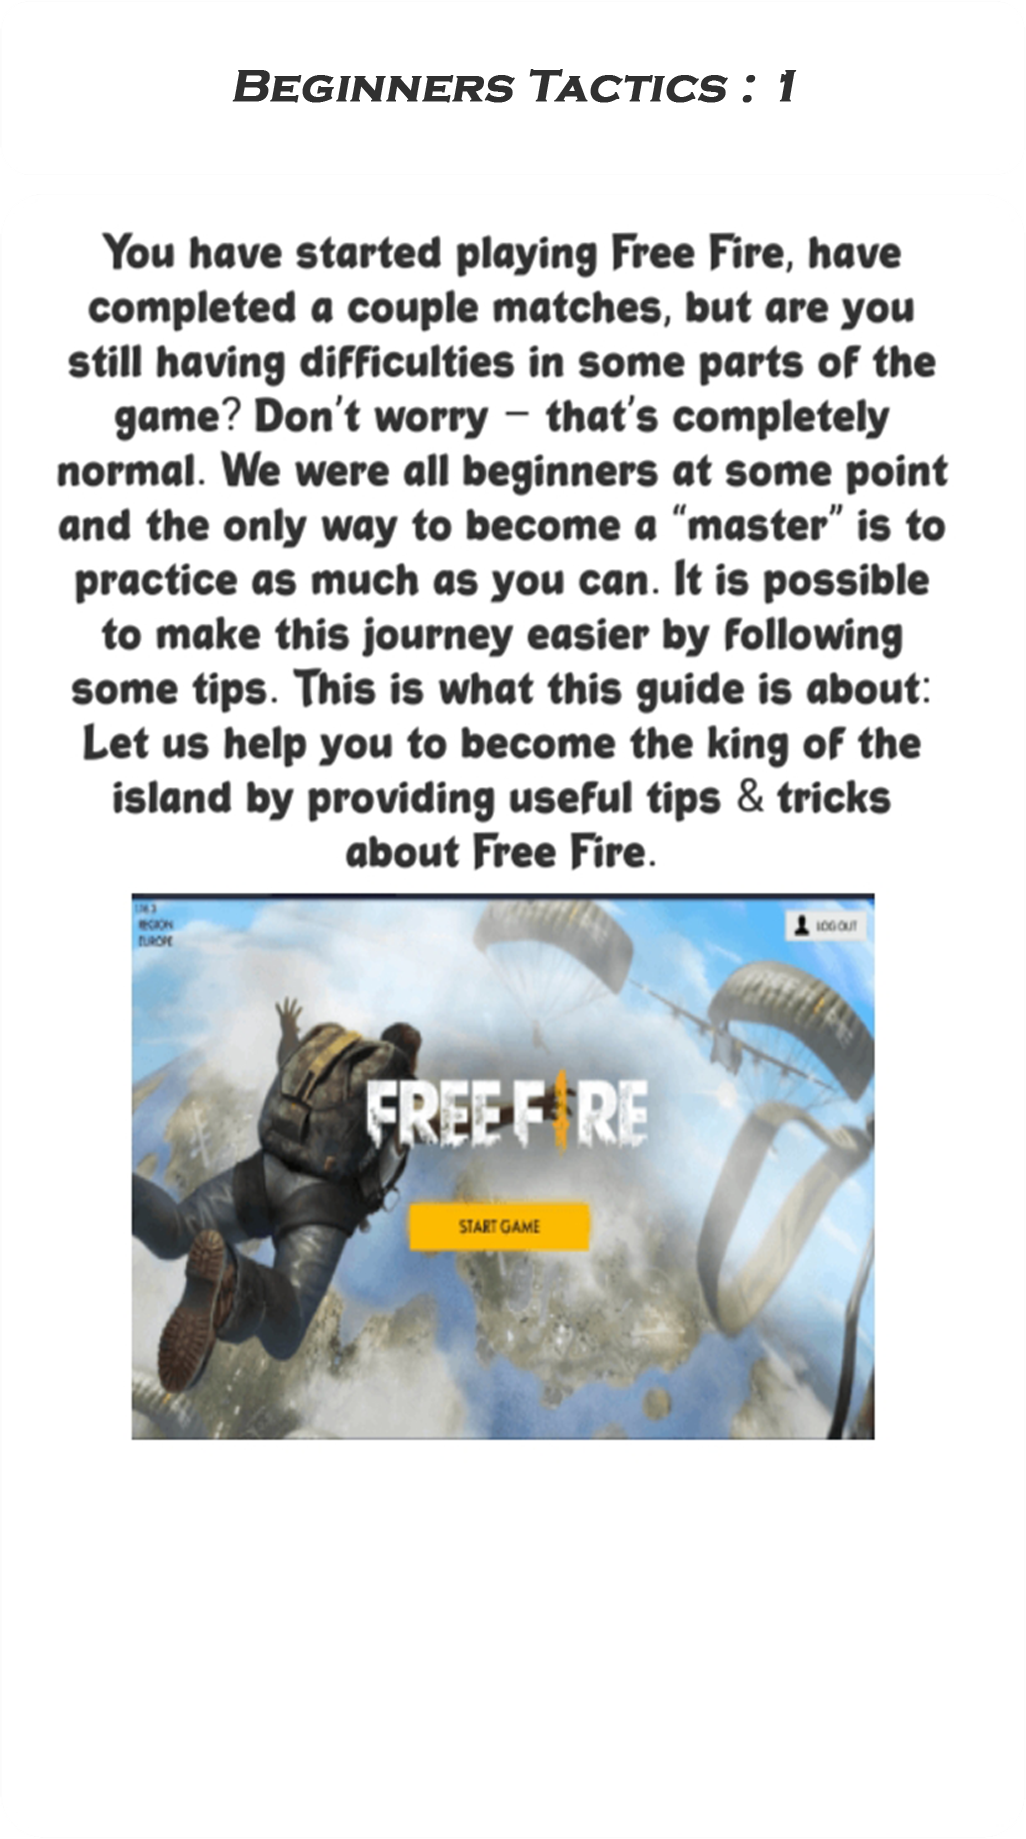 Beginners Tactics : 1
You have started playing Free Fire, have
completed a couple matches, but are you
still having difficulties in some parts of the
game? Don't worry – that's completely
normal. We were all beginners at some point
and the only way to become a “master” is to
practice as much as you can. It is possible
to make this journey easier by following
some tips. This is what this guide is about:
Let us help you to become the king of the
island by providing useful tips & tricks
about Free Fire.
REGION
EUROPE
LOG OUT
FREE FIRE
START GAME